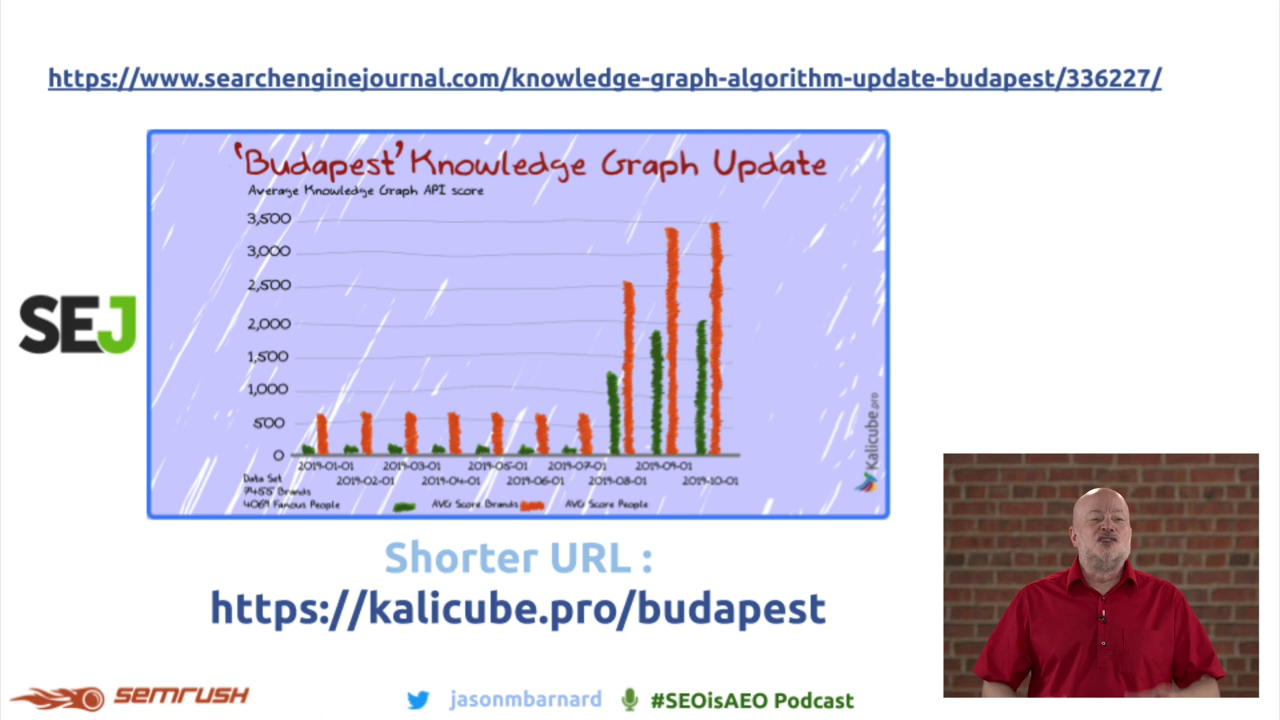 https://www.searchenginejournal.com/knowledge-graph-algorithm-update-budapest/336227/
'Budapest' Knowledge Graph Update
Average Knowledge Graph API score
3,500
3,000
2,500
2,000
1,500
1,000
500
0
2019-01-01 2019-03-01 2019-05-01 2019-07-01 2019-09-01
2019-02-01 2019-04-01 2019-06-01 2019-08-01 2019-10-01
Data Set
7455 Brands
4069 Famous People
AVG Score Brands AVG Score People
Kalicube.pro
SEJ
Shorter URL :
https://kalicube.pro/budapest
semrush
jasonmbarnard
#SEOisAEO Podcast